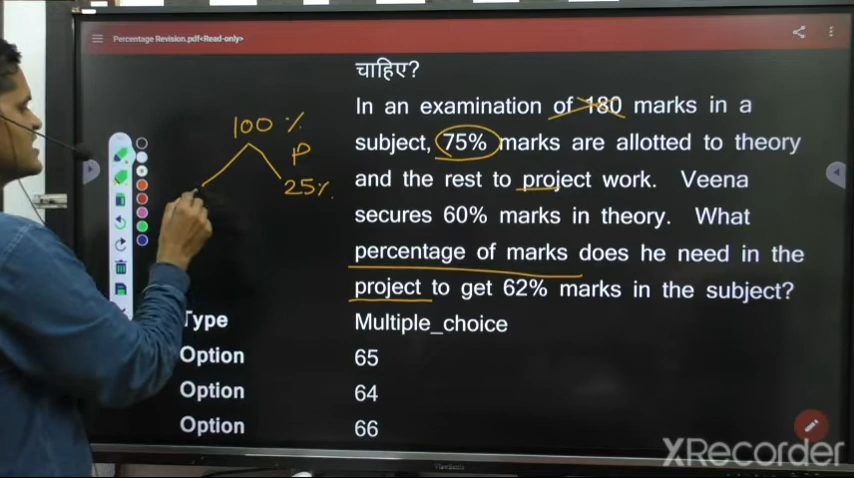 Percentage Revision.pdf<Read-only>
चाहिए?
In an examination of 180 marks in a
subject, 75% marks are allotted to theory
and the rest to project work. Veena
secures 60% marks in theory. What
percentage of marks does he need in the
project to get 62% marks in the subject?
100 %
P
25%
Type Multiple_choice
Option 65
Option 64
Option 66
XRecorder
ViewSonic